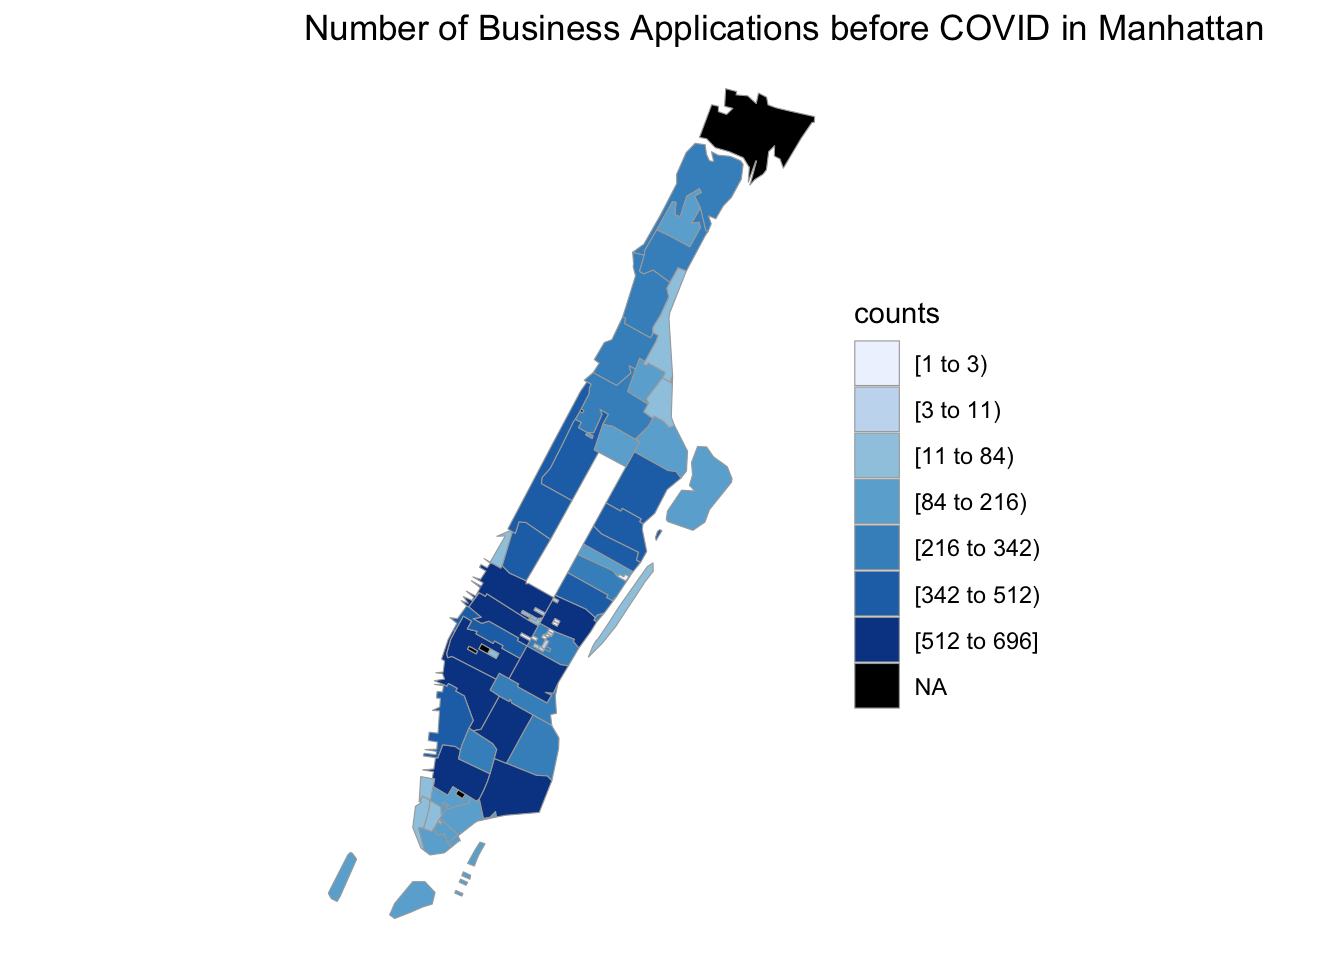 Number of Business Applications before COVID in Manhattan
counts
[1 to 3)
[3 to 11)
[11 to 84)
[84 to 216)
[216 to 342)
[342 to 512)
[512 to 696]
NA